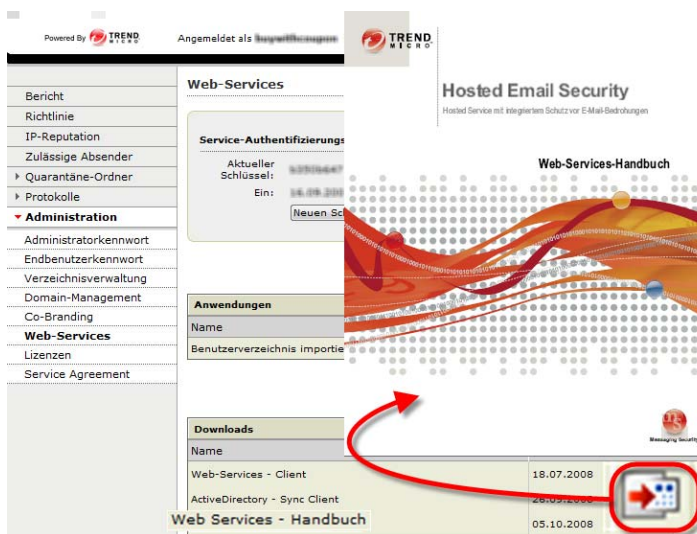 Powered By TREND MICRO
Angemeldet als
Bericht
Richtlinie
IP-Reputation
Zulässige Absender
Quarantäne-Ordner
Protokolle
Administration
Administratorkennwort
Endbenutzerkennwort
Verzeichnisverwaltung
Domain-Management
Co-Branding
Web-Services
Lizenzen
Service Agreement
Web-Services
Service-Authentifizierungs
Aktueller
Schlüssel:
Ein:
Neuen Sc
Anwendungen
Name
Benutzerverzeichnis importie
Downloads
Name
Web-Services - Client
18.07.2008
ActiveDirectory - Sync Client
Web Services - Handbuch
05.10.2008
TREND
MICRO
Hosted Email Security
Hosted Service mit integriertem Schutz vor E-Mail-Bedrohungen
Web-Services-Handbuch
Messaging Security